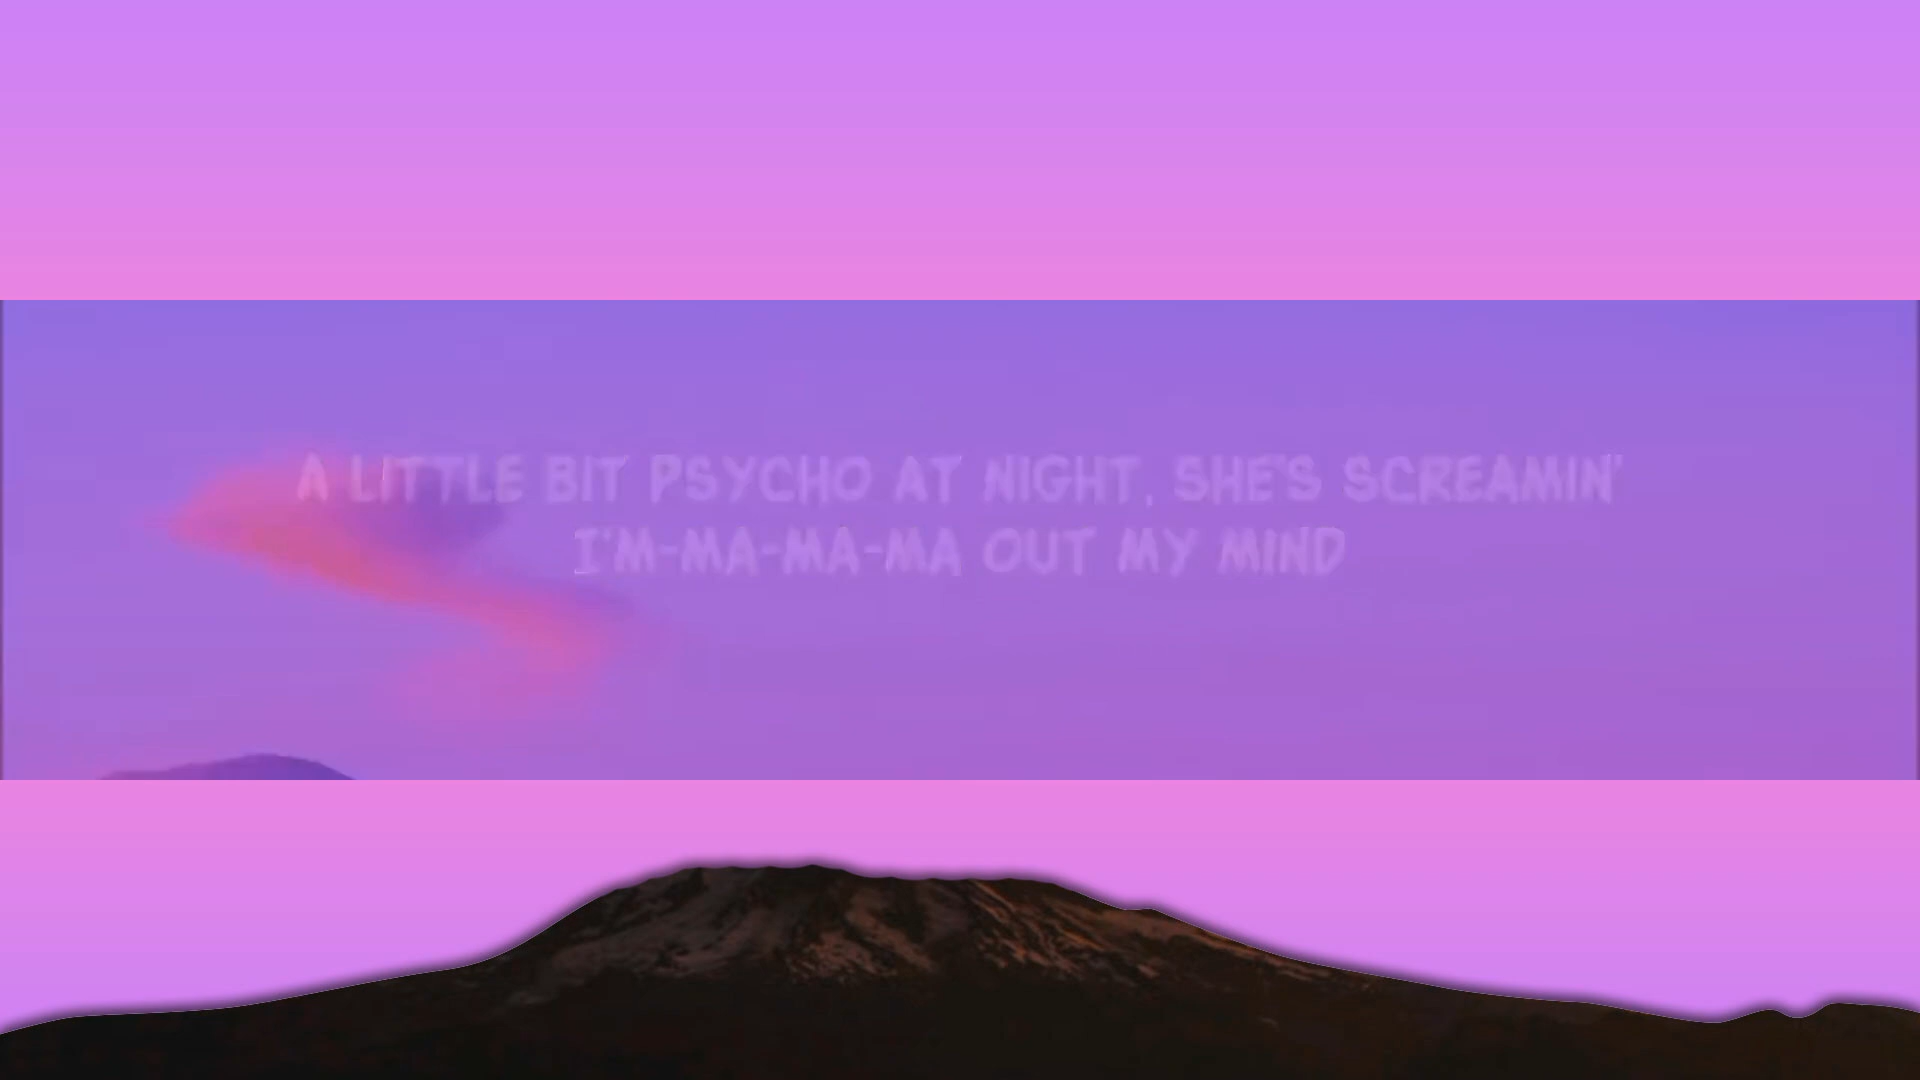 A LITTLE BIT PSYCHO AT NIGHT, SHE'S SCREAMIN'
I'M-MA-MA-MA OUT MY MIND